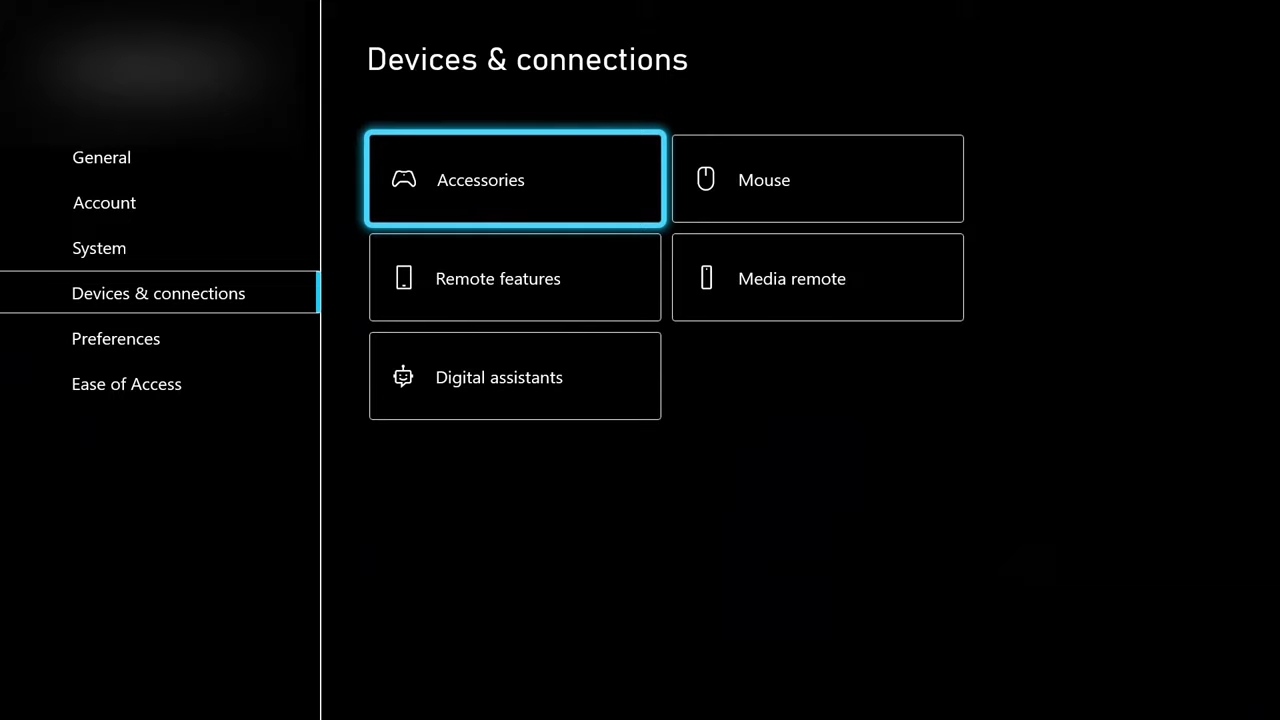 Devices & connections
General
Account
System
Devices & connections
Preferences
Ease of Access
Accessories
Mouse
Remote features
Media remote
Digital assistants